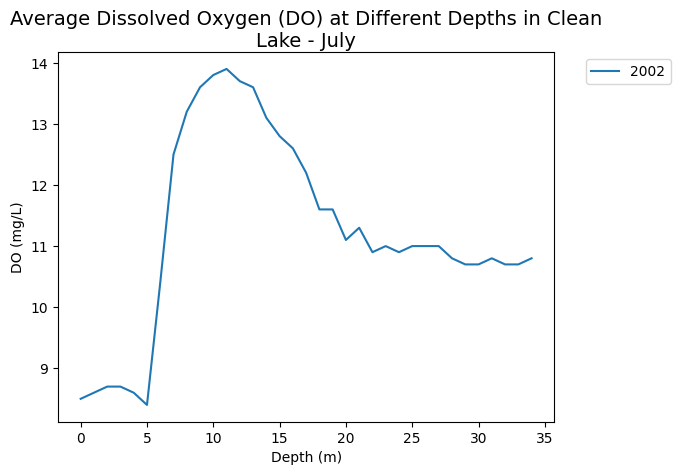 Average Dissolved Oxygen (DO) at Different Depths in Clean
Lake - July
2002
DO (mg/L)
14
13
12
11
10
9
0 5 10 15 20 25 30 35
Depth (m)